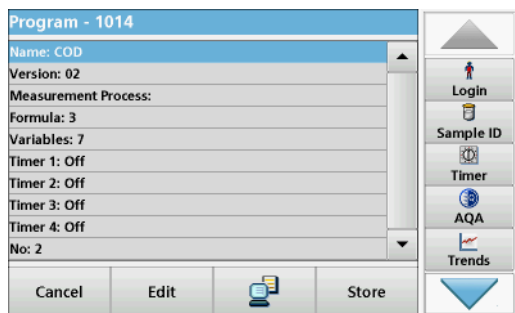 Program - 1014
Name: COD
Version: 02
Measurement Process:
Formula: 3
Variables: 7
Timer 1: Off
Timer 2: Off
Timer 3: Off
Timer 4: Off
No: 2
Cancel
Edit
Store
Login
Sample ID
Timer
AQA
Trends